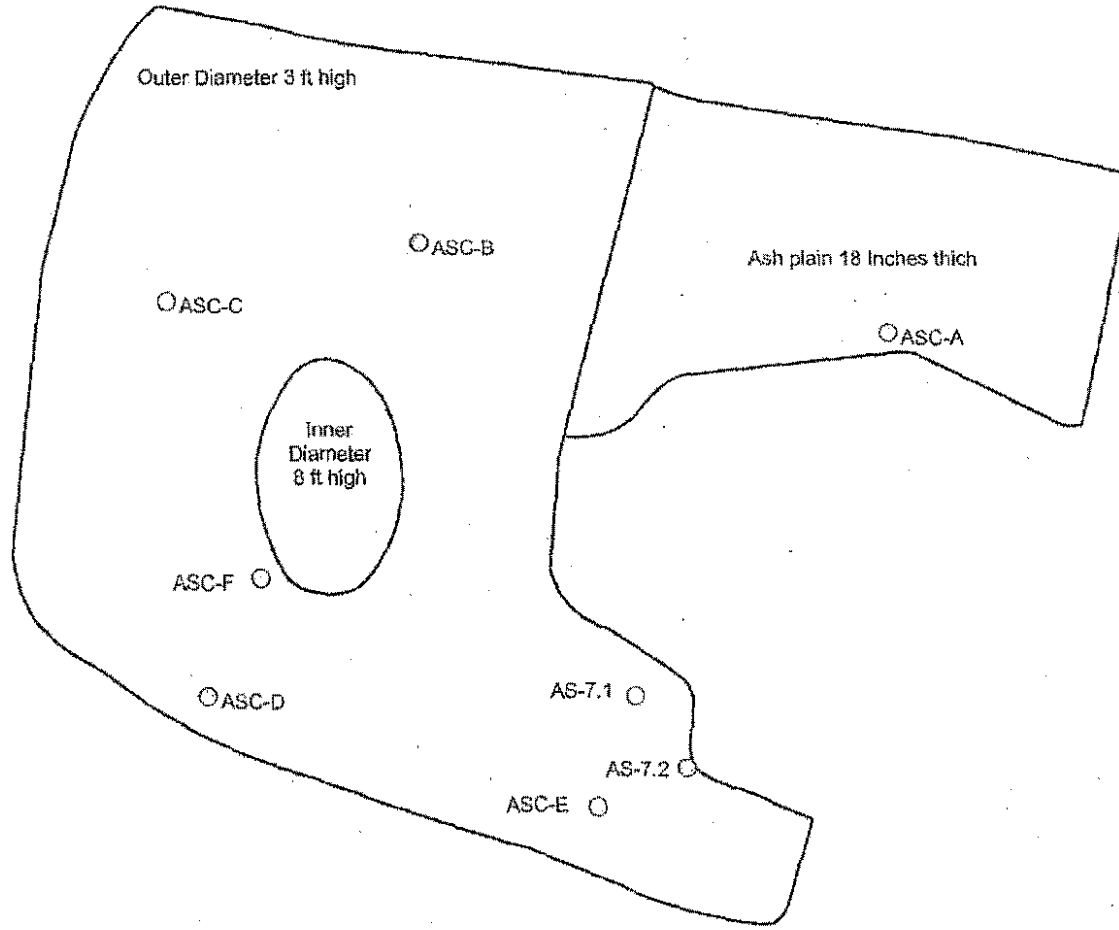 Outer Diameter 3 ft high
ASC-B
Ash plain 18 Inches thich
ASC-C
ASC-A
Inner
Diameter
8 ft high
ASC-F
AS-7.1
ASC-D
AS-7.2
ASC-E